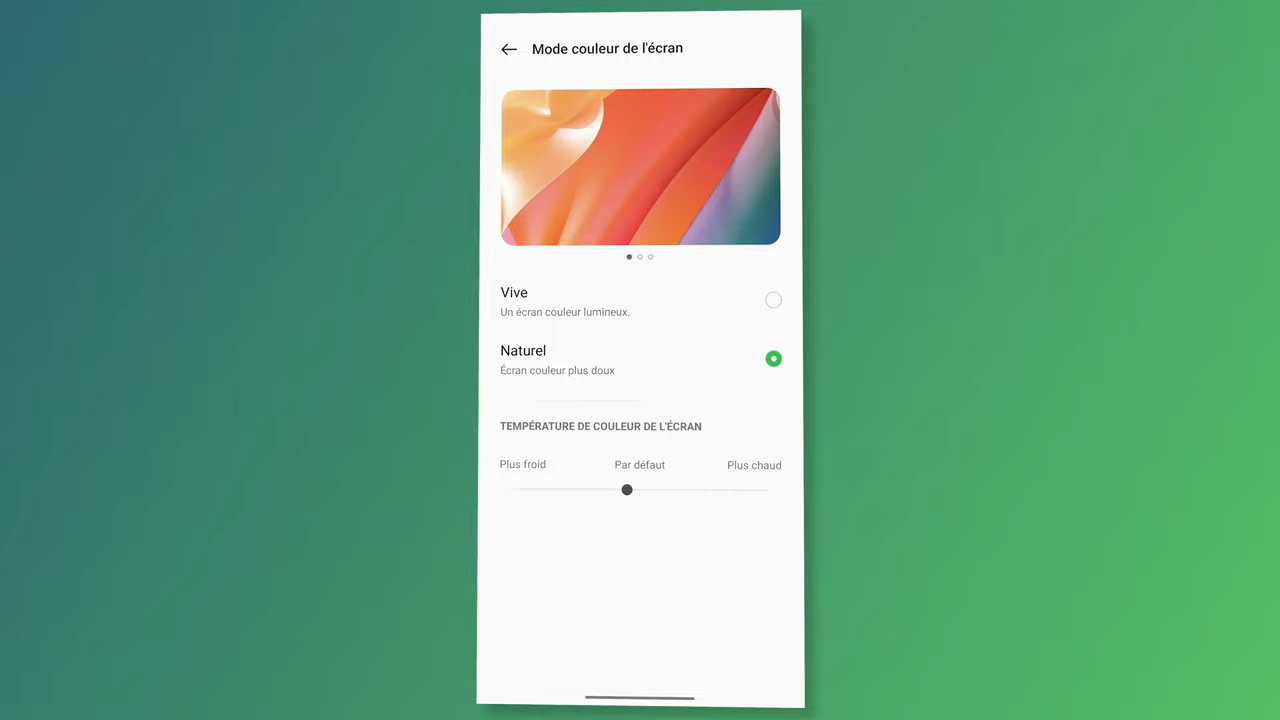 Mode couleur de l'écran
Vive
Un écran couleur lumineux.
Naturel
Écran couleur plus doux
TEMPÉRATURE DE COULEUR DE L'ÉCRAN
Plus froid Par défaut Plus chaud